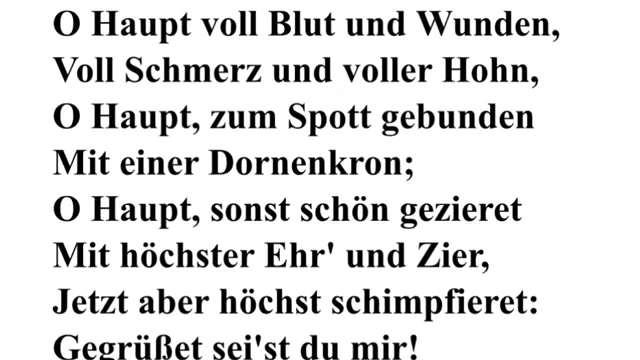 O Haupt voll Blut und Wunden,
Voll Schmerz und voller Hohn,
O Haupt, zum Spott gebunden
Mit einer Dornenkron;
O Haupt, sonst schön gezieret
Mit höchster Ehr' und Zier,
Jetzt aber höchst schimpfieret:
Gegrüßet sei'st du mir!